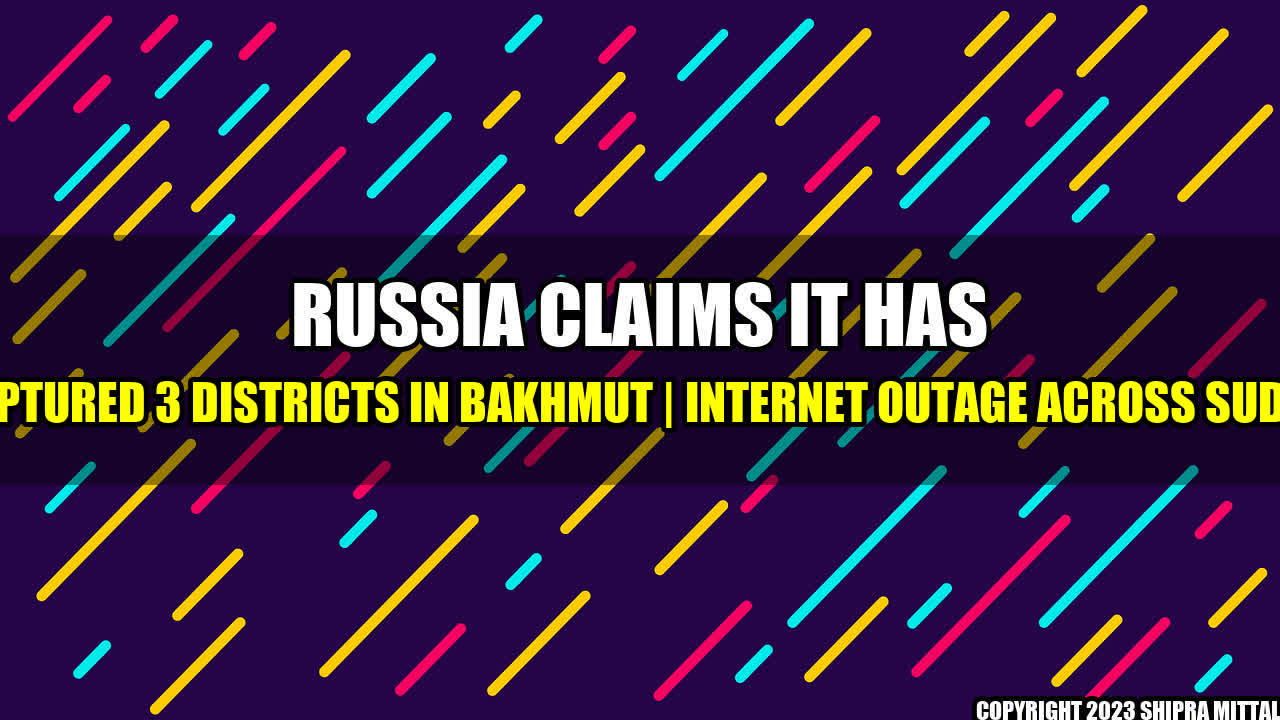 RUSSIA CLAIMS IT HAS
PTURED 3 DISTRICTS IN BAKHMUT | INTERNET OUTAGE ACROSS SUD
COPYRIGHT 2023 SHIPRA MITTAL